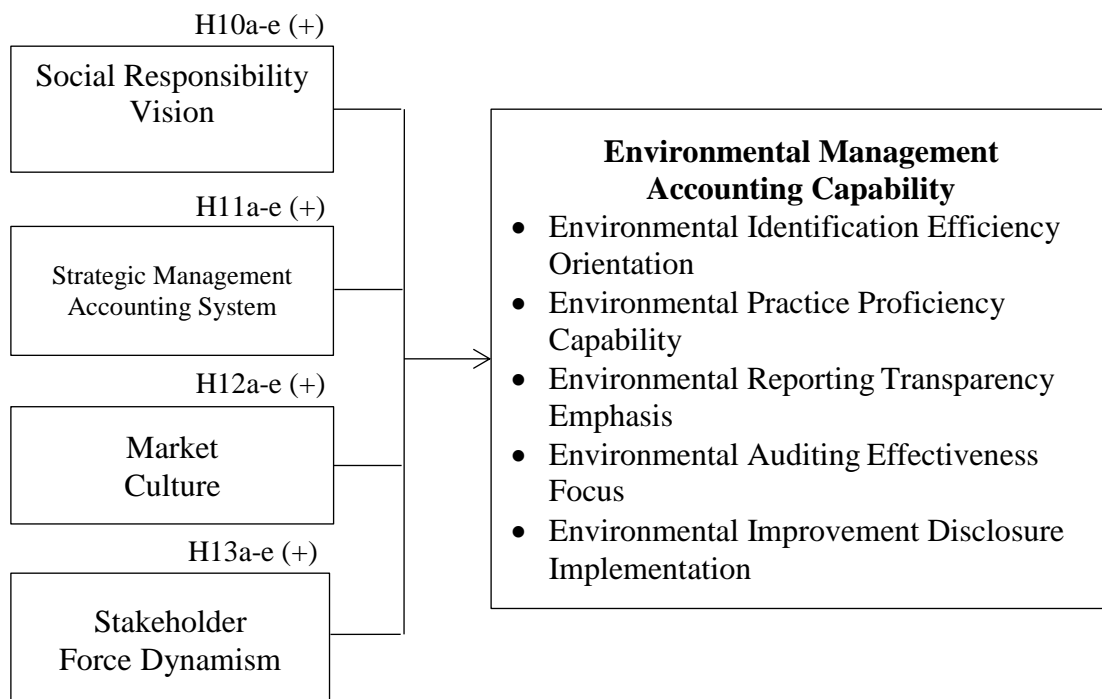 H10a-e (+)
Social Responsibility
Vision
H11a-e (+)
Strategic Management
Accounting System
H12a-e (+)
Market
Culture
H13a-e (+)
Stakeholder
Force Dynamism
Environmental Management
Accounting Capability
• Environmental Identification Efficiency
Orientation
• Environmental Practice Proficiency
Capability
• Environmental Reporting Transparency
Emphasis
• Environmental Auditing Effectiveness
Focus
• Environmental Improvement Disclosure
Implementation